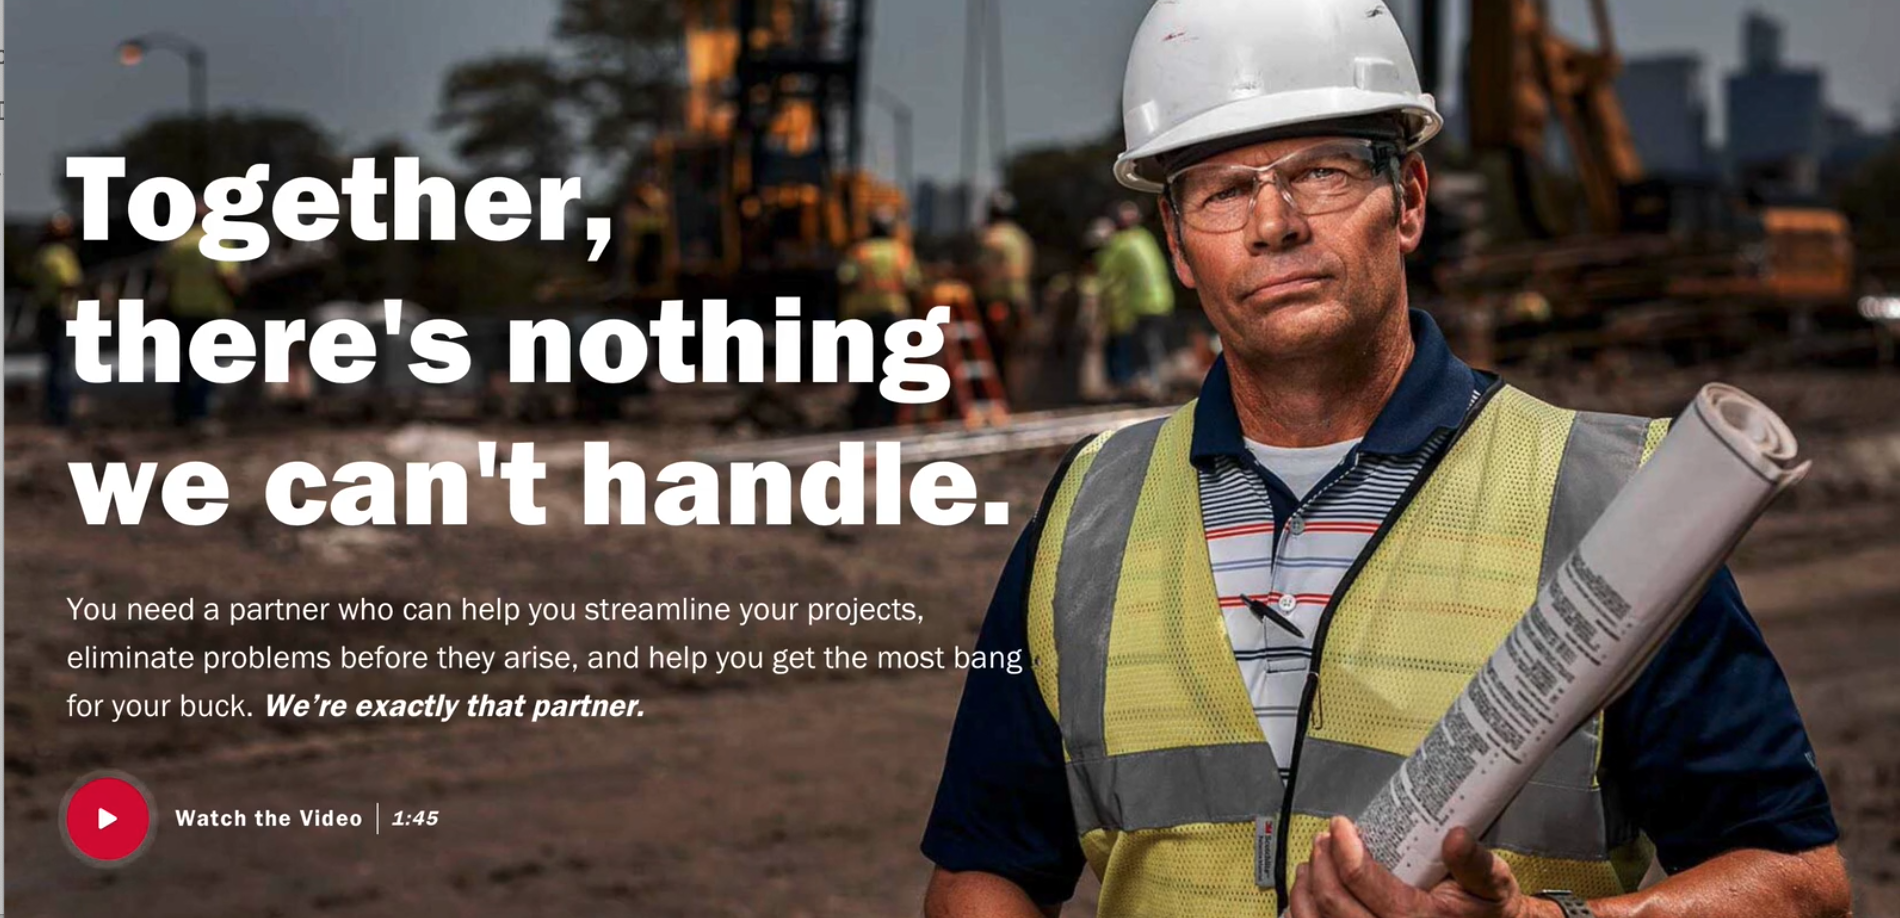 Together,
there's nothing
we can't handle.
You need a partner who can help you streamline your projects,
eliminate problems before they arise, and help you get the most bang
for your buck. We’re exactly that partner.
Watch the Video | 1:45
3M Scotchlite